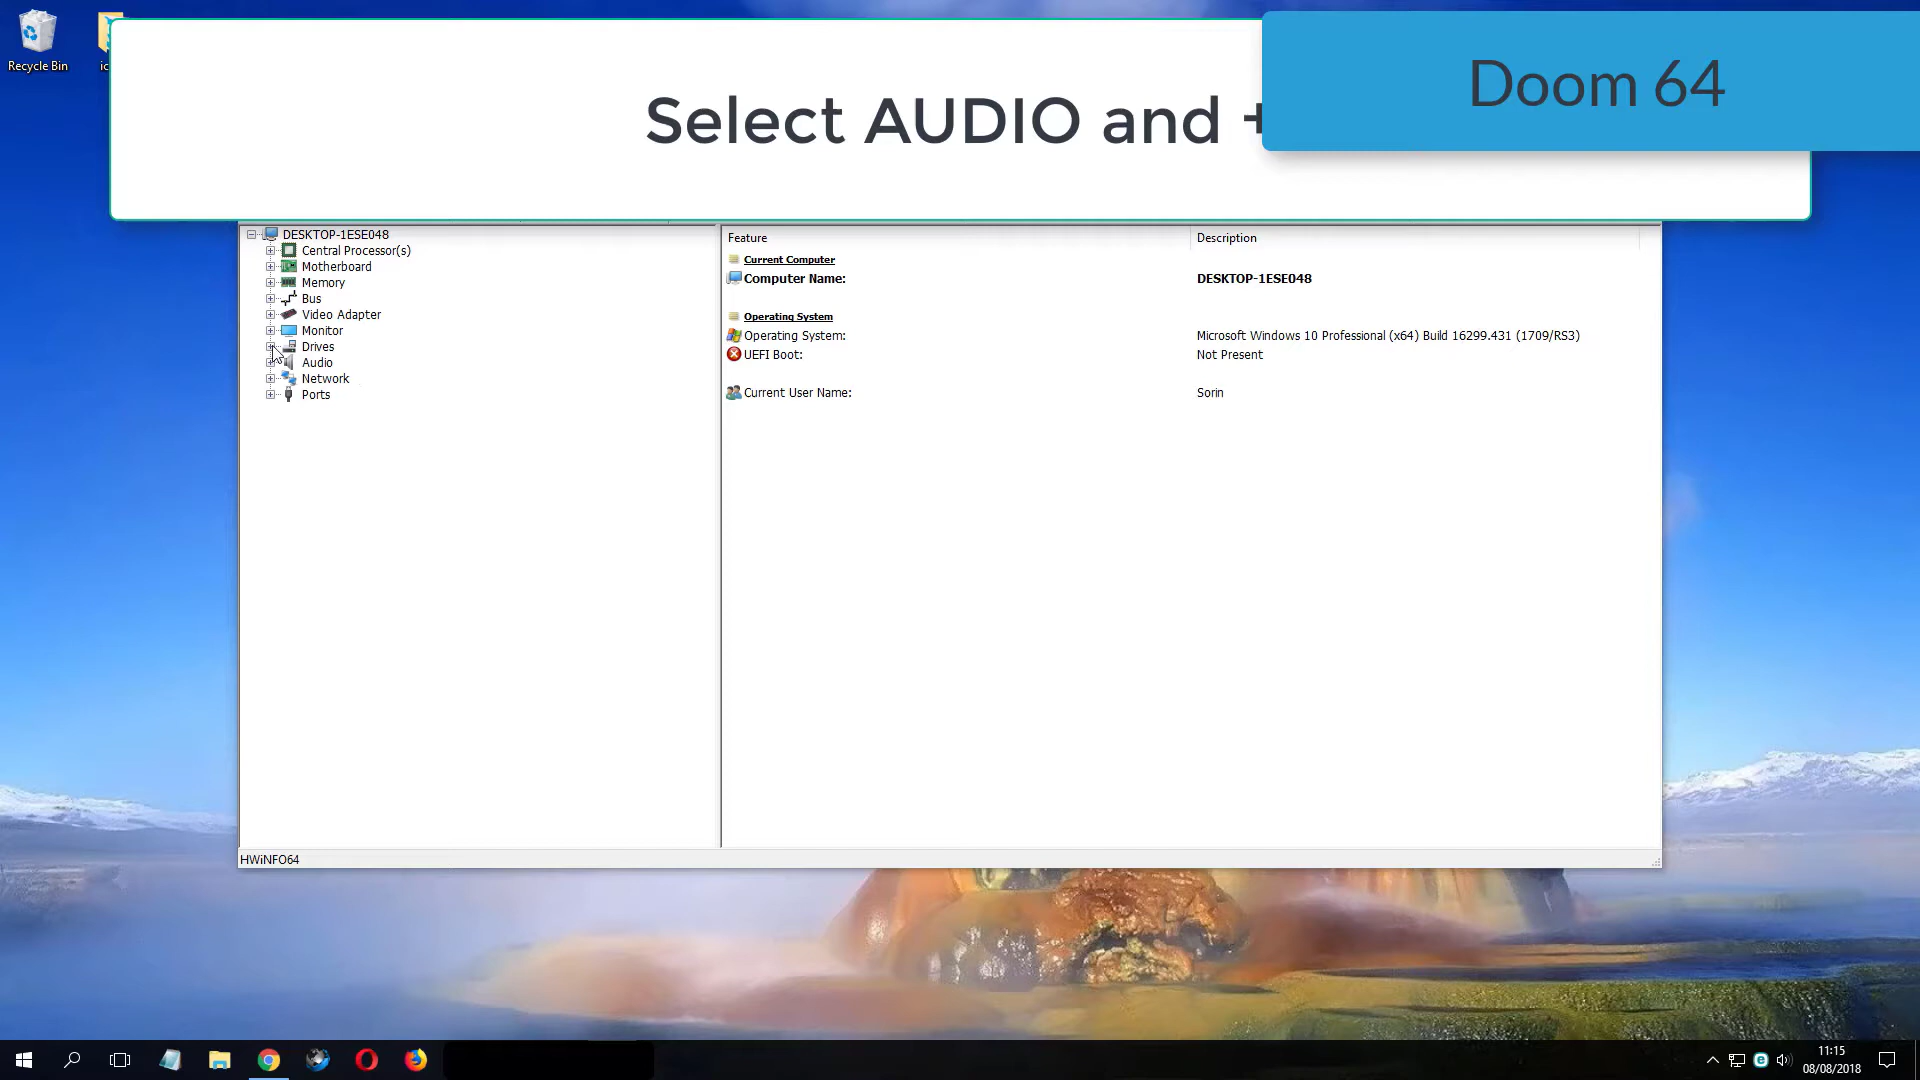 Recycle Bin
Select AUDIO and +
Doom 64
DESKTOP-1ESE048
Central Processor(s)
Motherboard
Memory
Bus
Video Adapter
Monitor
Drives
Audio
Network
Ports
Feature
Description
Current Computer
Computer Name:
DESKTOP-1ESE048
Operating System
Operating System:
Microsoft Windows 10 Professional (x64) Build 16299.431 (1709/RS3)
UEFI Boot:
Not Present
Current User Name:
Sorin
HWiNFO64
11:15
08/08/2018